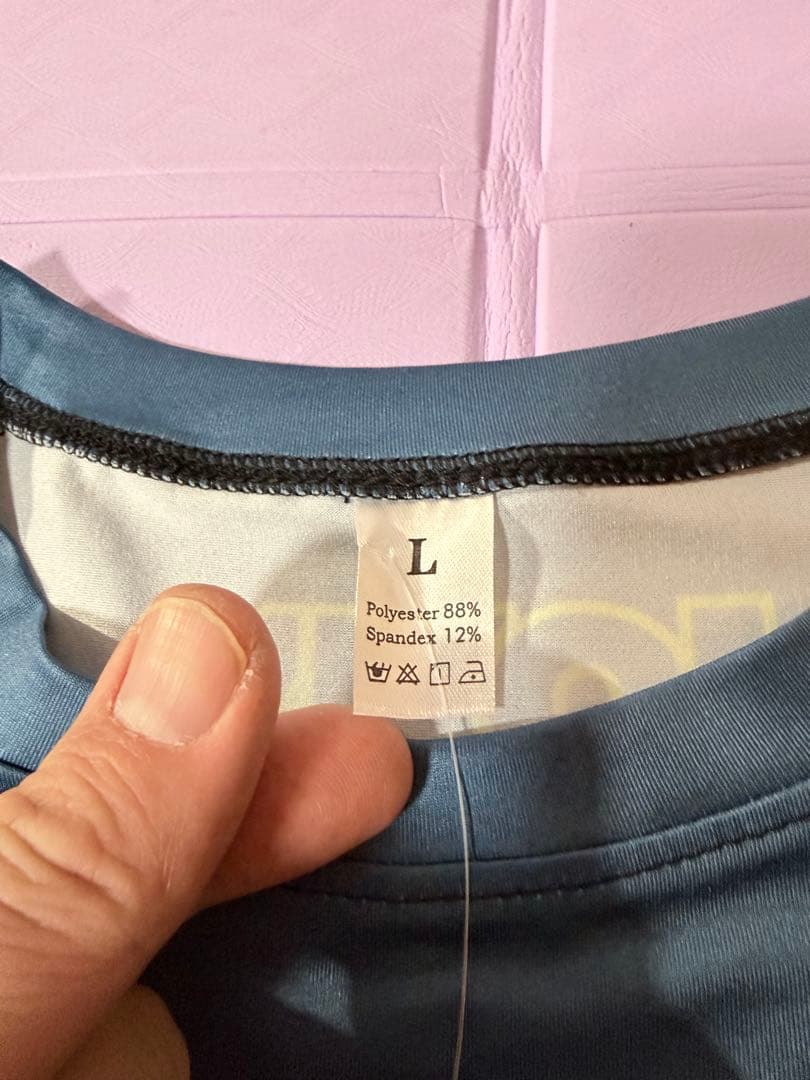 L
Polyester 88%
Spandex 12%